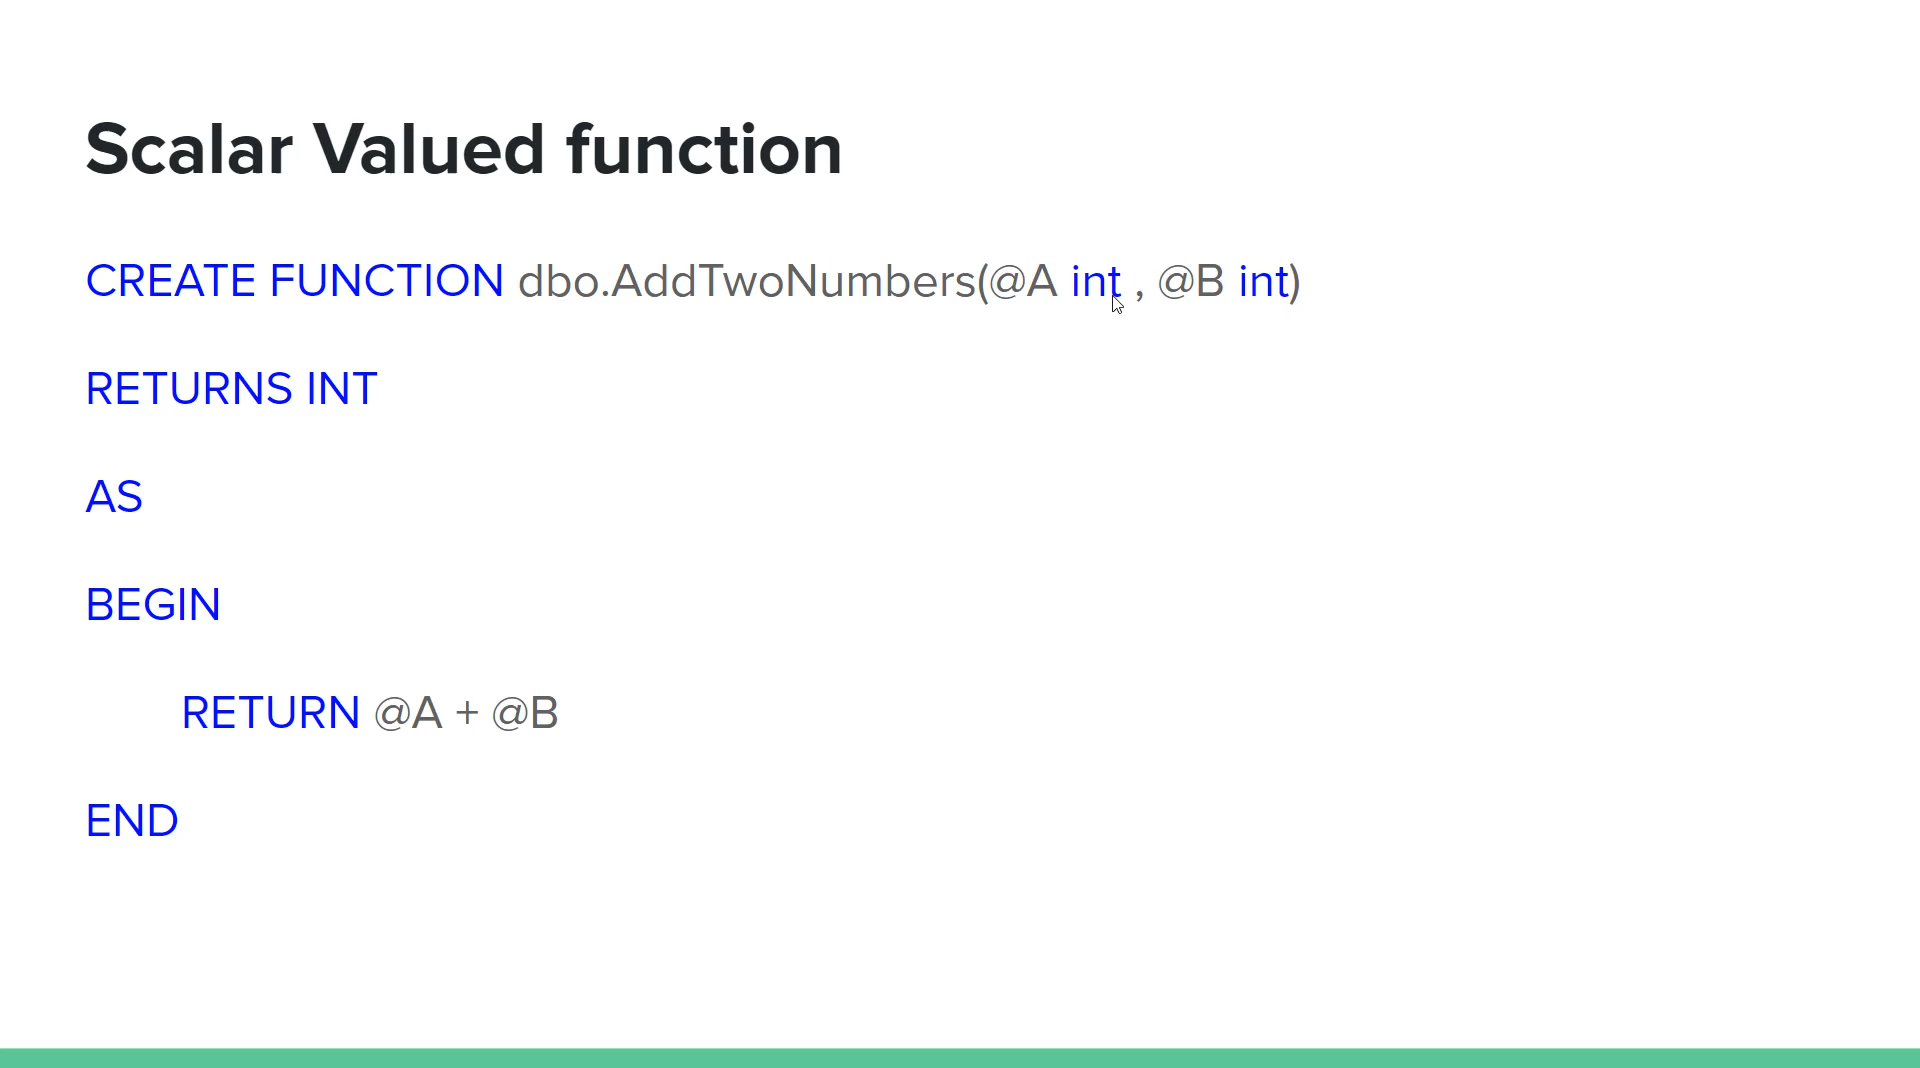 Scalar Valued function
CREATE FUNCTION dbo.AddTwoNumbers(@A int , @B int)
RETURNS INT
AS
BEGIN
RETURN @A + @B
END